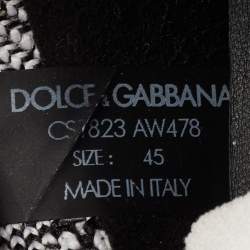 DOLCE & GABBANA
CS1823 AW478
SIZE: 45
MADE IN ITALY